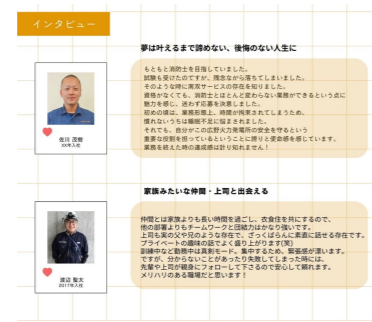 インタビュー
夢は叶えるまで諦めない、後悔のない人生に
もともと消防士を目指していました。
試験も受けたのですが、残念ながら落ちてしまいました。
そのような時に南双サービスの存在を知りました。
資格がなくても、消防士とほとんど変わらない業務ができるという点に
魅力を感じ、迷わず応募を決意しました。
初めの頃は、業務形態上、時間が拘束されてしまうため、
慣れないうちは睡眠不足に悩まされました。
それでも、自分がこの広野火力発電所の安全を守るという
重要な役割を担っているということに誇りと使命感を感じています。
業務を終えた時の達成感は計り知れません！
佐川 茂樹
XX年入社
家族みたいな仲間・上司と出会える
仲間とは家族よりも長い時間を過ごし、衣食住を共にするので、
他の部署よりもチームワークと団結力はかなり強いです。
上司も実の父や兄のような存在で、ざっくばらんに素直に話せる存在です。
プライベートの趣味の話でよく盛り上がります(笑)
訓練中など勤務中は真剣モード。集中するため、緊張感が漂います。
ですが、分からないことがあったり失敗してしまった時には、
先輩や上司が親身にフォローして下さるので安心して頼れます。
メリハリのある職場だと思います！
渡辺 聖太
2017年入社